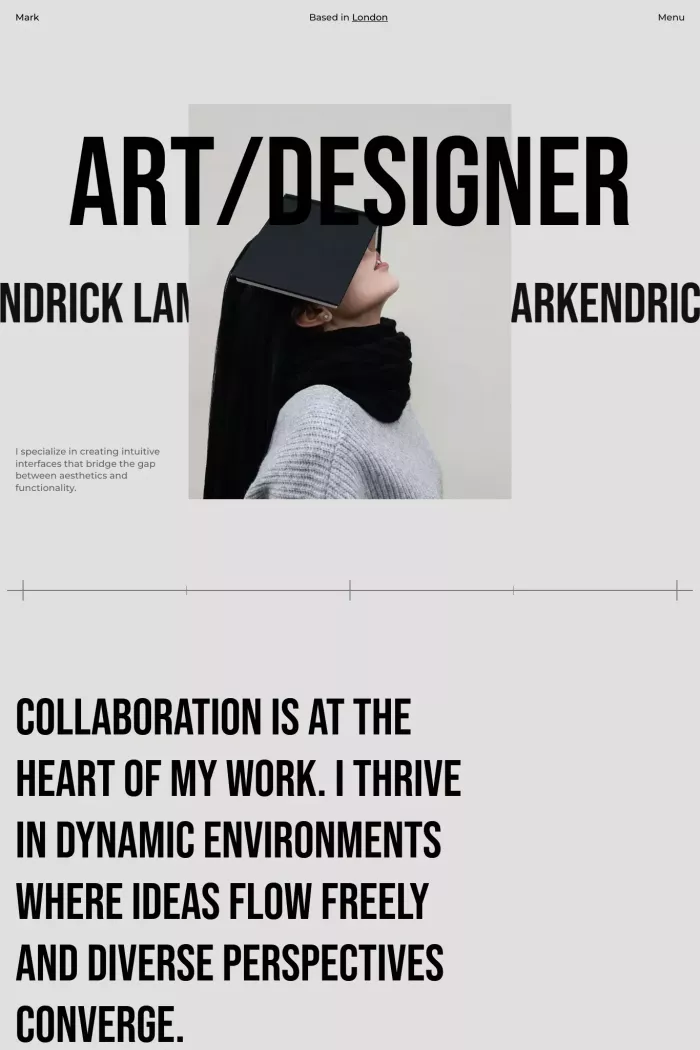 Mark
Based in London
Menu
ART/DESIGNER
NDRICK LAM
ARKENDRIC
I specialize in creating intuitive
interfaces that bridge the gap
between aesthetics and
functionality.
COLLABORATION IS AT THE
HEART OF MY WORK. I THRIVE
IN DYNAMIC ENVIRONMENTS
WHERE IDEAS FLOW FREELY
AND DIVERSE PERSPECTIVES
CONVERGE.